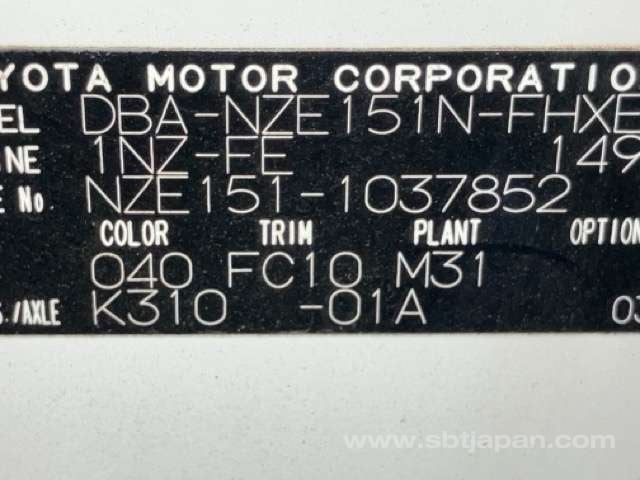 YOTA MOTOR CORPORATIO
EL DBA-NZE151N-FHXE
NE 1NZ-FE 149
E No. NZE151-1037852
COLOR TRIM PLANT OPTION
040 FC10 M31
S./AXLE K310 -01A 03
www.sbtjapan.com